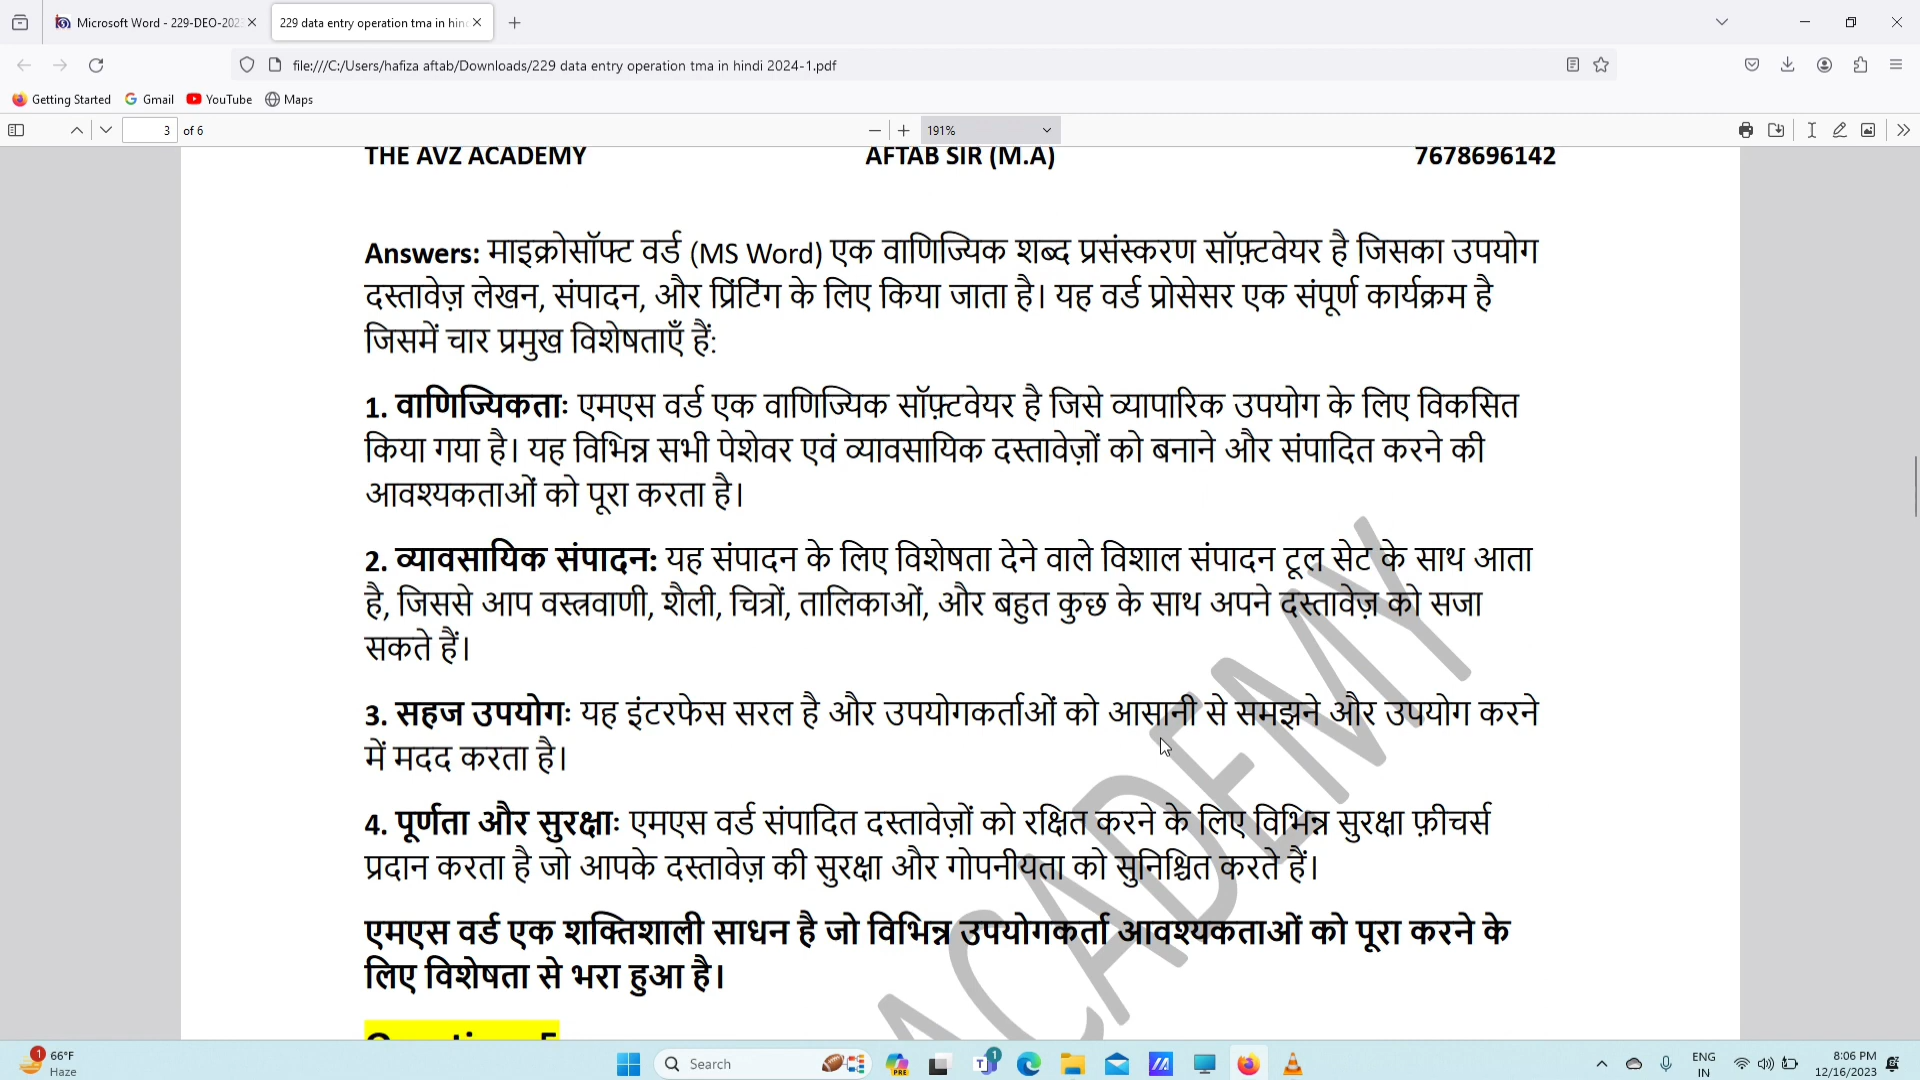 Microsoft Word - 229-DEO-202
229 data entry operation tma in hin
file:///C:/Users/hafiza aftab/Downloads/229 data entry operation tma in hindi 2024-1.pdf
Getting Started Gmail YouTube Maps
3 of 6 191%
THE AVZ ACADEMY AFTAB SIR (M.A) 7678696142
Answers: माइक्रोसॉफ्ट वर्ड (MS Word) एक वाणिज्यिक शब्द प्रसंस्करण सॉफ़्टवेयर है जिसका उपयोग
दस्तावेज़ लेखन, संपादन, और प्रिंटिंग के लिए किया जाता है। यह वर्ड प्रोसेसर एक संपूर्ण कार्यक्रम है
जिसमें चार प्रमुख विशेषताएँ हैं:
1. वाणिज्यिकता: एमएस वर्ड एक वाणिज्यिक सॉफ़्टवेयर है जिसे व्यापारिक उपयोग के लिए विकसित
किया गया है। यह विभिन्न सभी पेशेवर एवं व्यावसायिक दस्तावेज़ों को बनाने और संपादित करने की
आवश्यकताओं को पूरा करता है।
2. व्यावसायिक संपादन: यह संपादन के लिए विशेषता देने वाले विशाल संपादन टूल सेट के साथ आता
है, जिससे आप वस्त्रवाणी, शैली, चित्रों, तालिकाओं, और बहुत कुछ के साथ अपने दस्तावेज़ को सजा
सकते हैं।
3. सहज उपयोग: यह इंटरफेस सरल है और उपयोगकर्ताओं को आसानी से समझने और उपयोग करने
में मदद करता है।
4. पूर्णता और सुरक्षा: एमएस वर्ड संपादित दस्तावेज़ों को रक्षित करने के लिए विभिन्न सुरक्षा फ़ीचर्स
प्रदान करता है जो आपके दस्तावेज़ की सुरक्षा और गोपनीयता को सुनिश्चित करते हैं।
एमएस वर्ड एक शक्तिशाली साधन है जो विभिन्न उपयोगकर्ता आवश्यकताओं को पूरा करने के
लिए विशेषता से भरा हुआ है।
ACADEMY
1 66°F
Haze
Search
PRE
1
ENG
IN
8:06 PM
12/16/2023